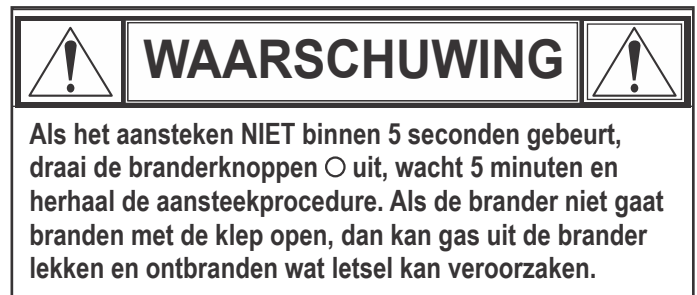 WAARSCHUWING
Als het aansteken NIET binnen 5 seconden gebeurt,
draai de branderknoppen ○ uit, wacht 5 minuten en
herhaal de aansteekprocedure. Als de brander niet gaat
branden met de klep open, dan kan gas uit de brander
lekken en ontbranden wat letsel kan veroorzaken.